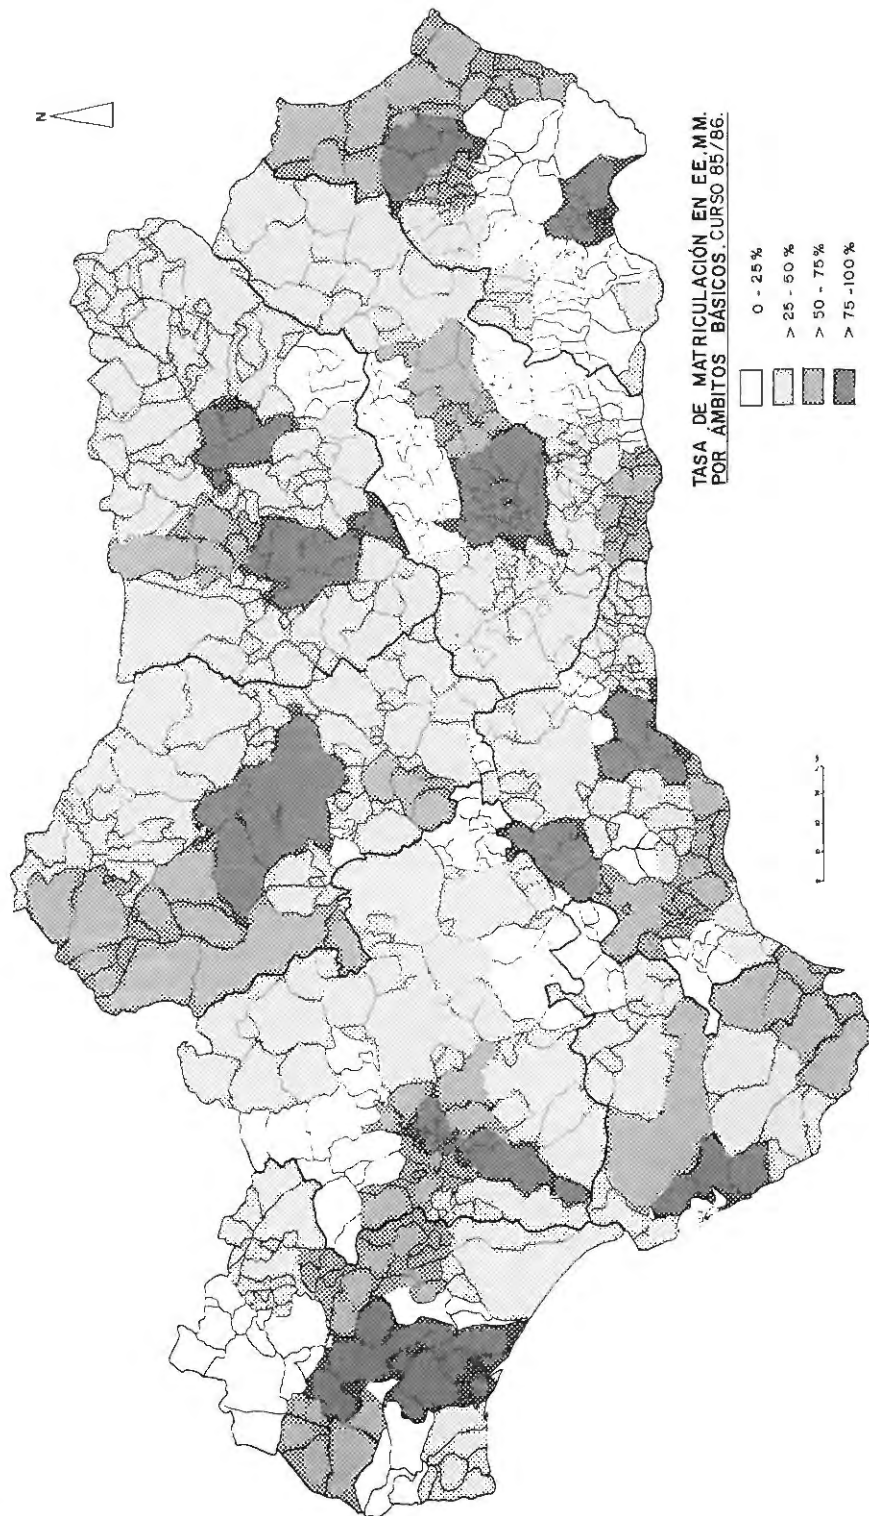 N
TASA DE MATRICULACIÓN EN EE.MM.
POR ÁMBITOS BÁSICOS. CURSO 85/86.
0 - 25%
> 25 - 50%
> 50 - 75%
> 75 -100%